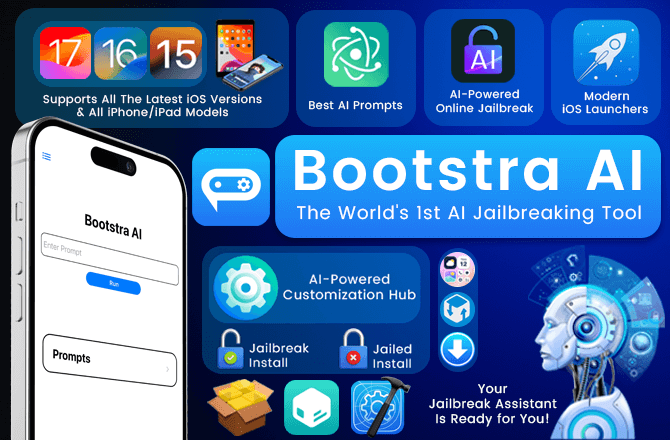 17 16 15
Supports All The Latest iOS Versions
& All iPhone/iPad Models
Best AI Prompts
AI
AI-Powered
Online Jailbreak
Modern
iOS Launchers
Bootstra AI
The World's 1st AI Jailbreaking Tool
Bootstra AI
Enter Prompt
Run
Prompts
AI-Powered
Customization Hub
Jailbreak
Install
Jailed
Install
12
Your
Jailbreak Assistant
Is Ready for You!